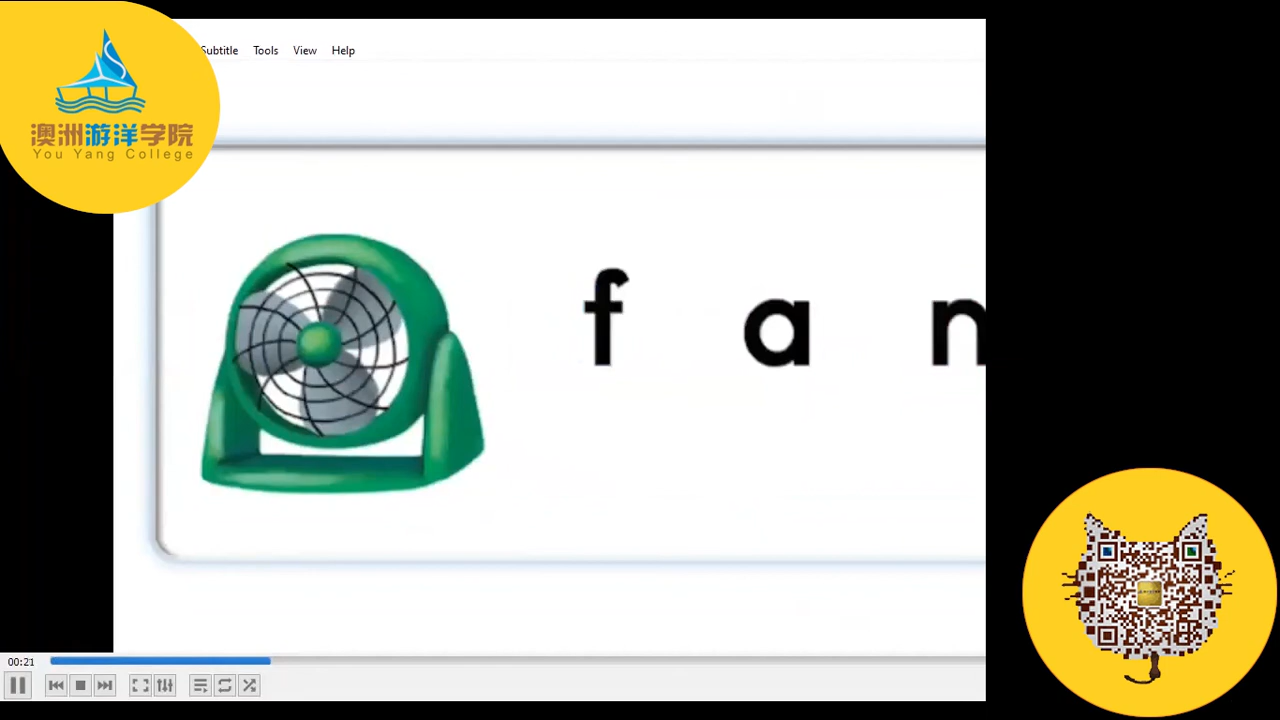 Subtitle Tools View Help
澳洲游洋学院
You Yang College
f a n
00:21